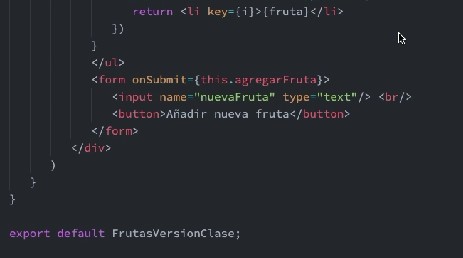 return <li key={i}>{fruta}</li>
})
}
</ul>
<form onSubmit={this.agregarFruta}>
<input name="nuevaFruta" type="text"/> <br/>
<button>Añadir nueva fruta</button>
</form>
</div>
)
}
}
export default FrutasVersionClase;